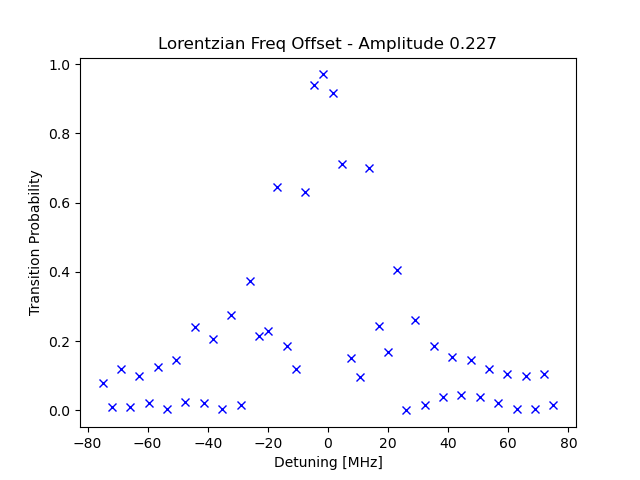 Lorentzian Freq Offset - Amplitude 0.227
1.0
0.8
0.6
0.4
0.2
0.0
Transition Probability
−80 −60 −40 −20 0 20 40 60 80
Detuning [MHz]